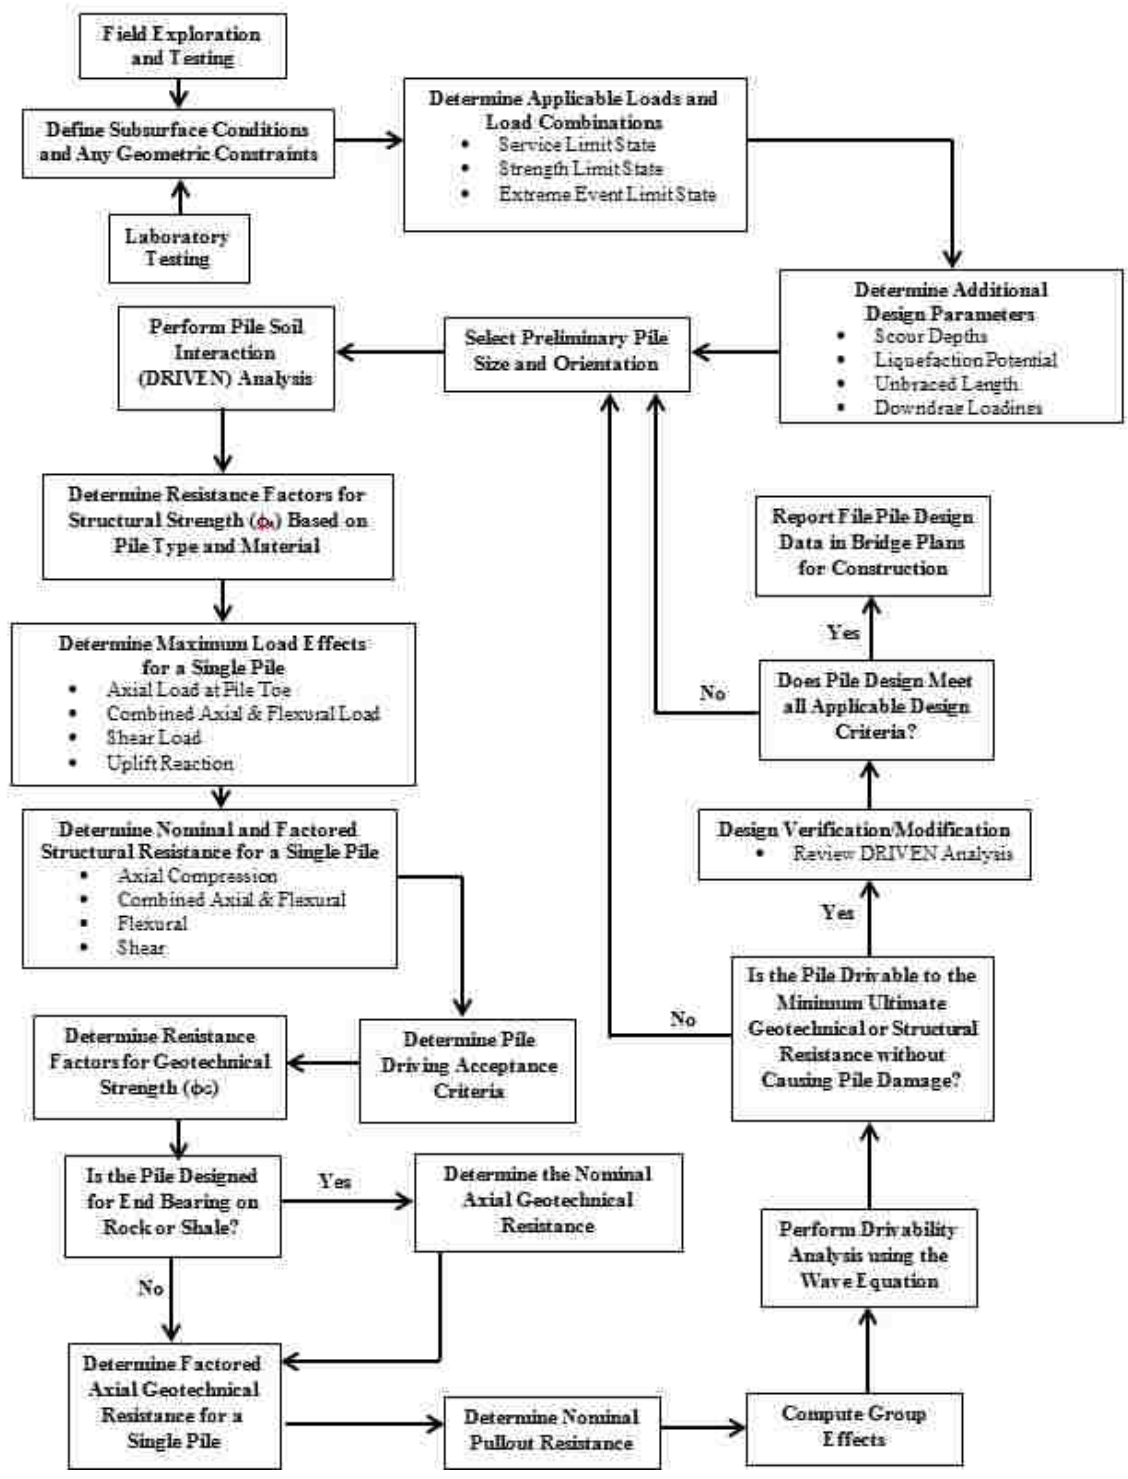 Field Exploration
and Testing
Define Subsurface Conditions
and Any Geometric Constraints
Laboratory
Testing
Determine Applicable Loads and
Load Combinations
• Service Limit State
• Strength Limit State
• Extreme Event Limit State
Determine Additional
Design Parameters
• Scour Depths
• Liquefaction Potential
• Unbraced Length
• Downdrag Loadings
Select Preliminary Pile
Size and Orientation
Perform Pile Soil
Interaction
(DRIVEN) Analysis
Determine Resistance Factors for
Structural Strength (ϕs) Based on
Pile Type and Material
Determine Maximum Load Effects
for a Single Pile
• Axial Load at Pile Toe
• Combined Axial & Flexural Load
• Shear Load
• Uplift Reaction
Determine Nominal and Factored
Structural Resistance for a Single Pile
• Axial Compression
• Combined Axial & Flexural
• Flexural
• Shear
Determine Pile
Driving Acceptance
Criteria
Determine Resistance
Factors for Geotechnical
Strength (ϕG)
Is the Pile Designed
for End Bearing on
Rock or Shale?
Yes
Determine the Nominal
Axial Geotechnical
Resistance
No
Determine Factored
Axial Geotechnical
Resistance for a
Single Pile
Determine Nominal
Pullout Resistance
Compute Group
Effects
Perform Drivability
Analysis using the
Wave Equation
Is the Pile Drivable to the
Minimum Ultimate
Geotechnical or Structural
Resistance without
Causing Pile Damage?
No
Yes
Design Verification/Modification
• Review DRIVEN Analysis
Does Pile Design Meet
all Applicable Design
Criteria?
No
Yes
Report File Pile Design
Data in Bridge Plans
for Construction